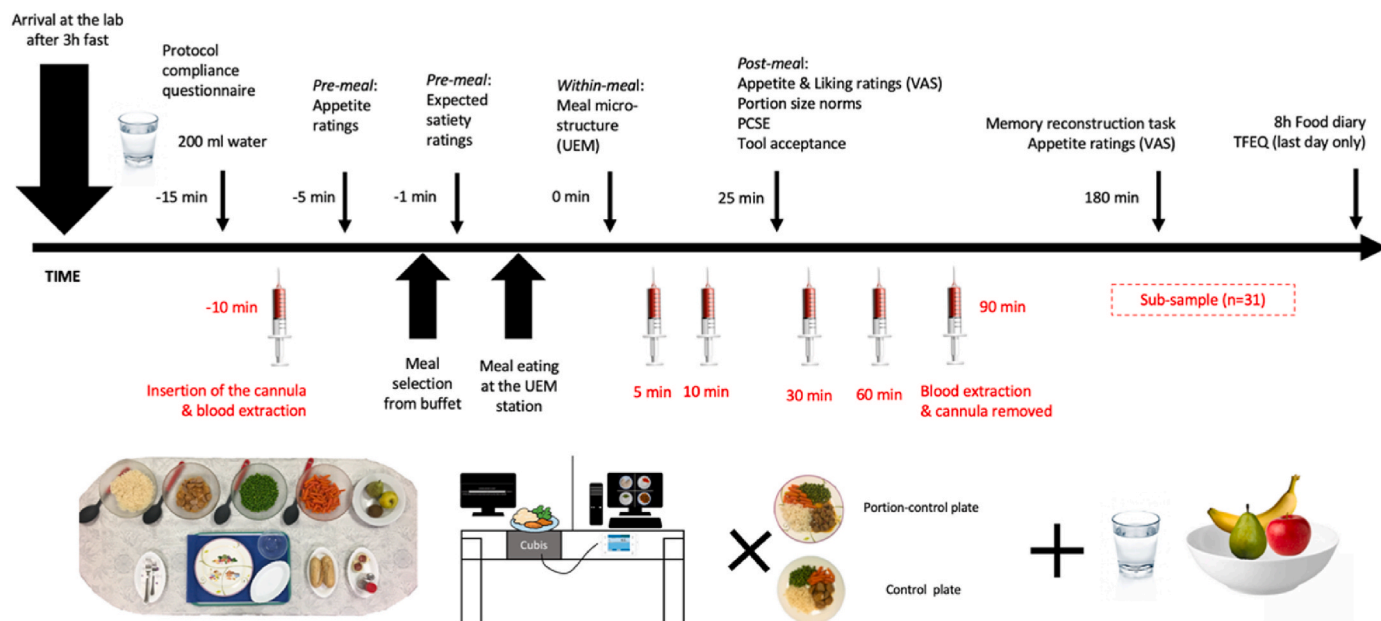 Arrival at the lab
after 3h fast
Protocol
compliance
questionnaire
200 ml water
-15 min
Pre-meal:
Appetite
ratings
-5 min
Pre-meal:
Expected
satiety
ratings
-1 min
Within-meal:
Meal micro-
structure
(UEM)
0 min
Post-meal:
Appetite & Liking ratings (VAS)
Portion size norms
PCSE
Tool acceptance
25 min
Memory reconstruction task
Appetite ratings (VAS)
180 min
8h Food diary
TFEQ (last day only)
TIME
-10 min
Insertion of the cannula
& blood extraction
Meal
selection
from buffet
Meal eating
at the UEM
station
5 min
10 min
30 min
60 min
90 min
Blood extraction
& cannula removed
Sub-sample (n=31)
Cubis
Portion-control plate
Control plate